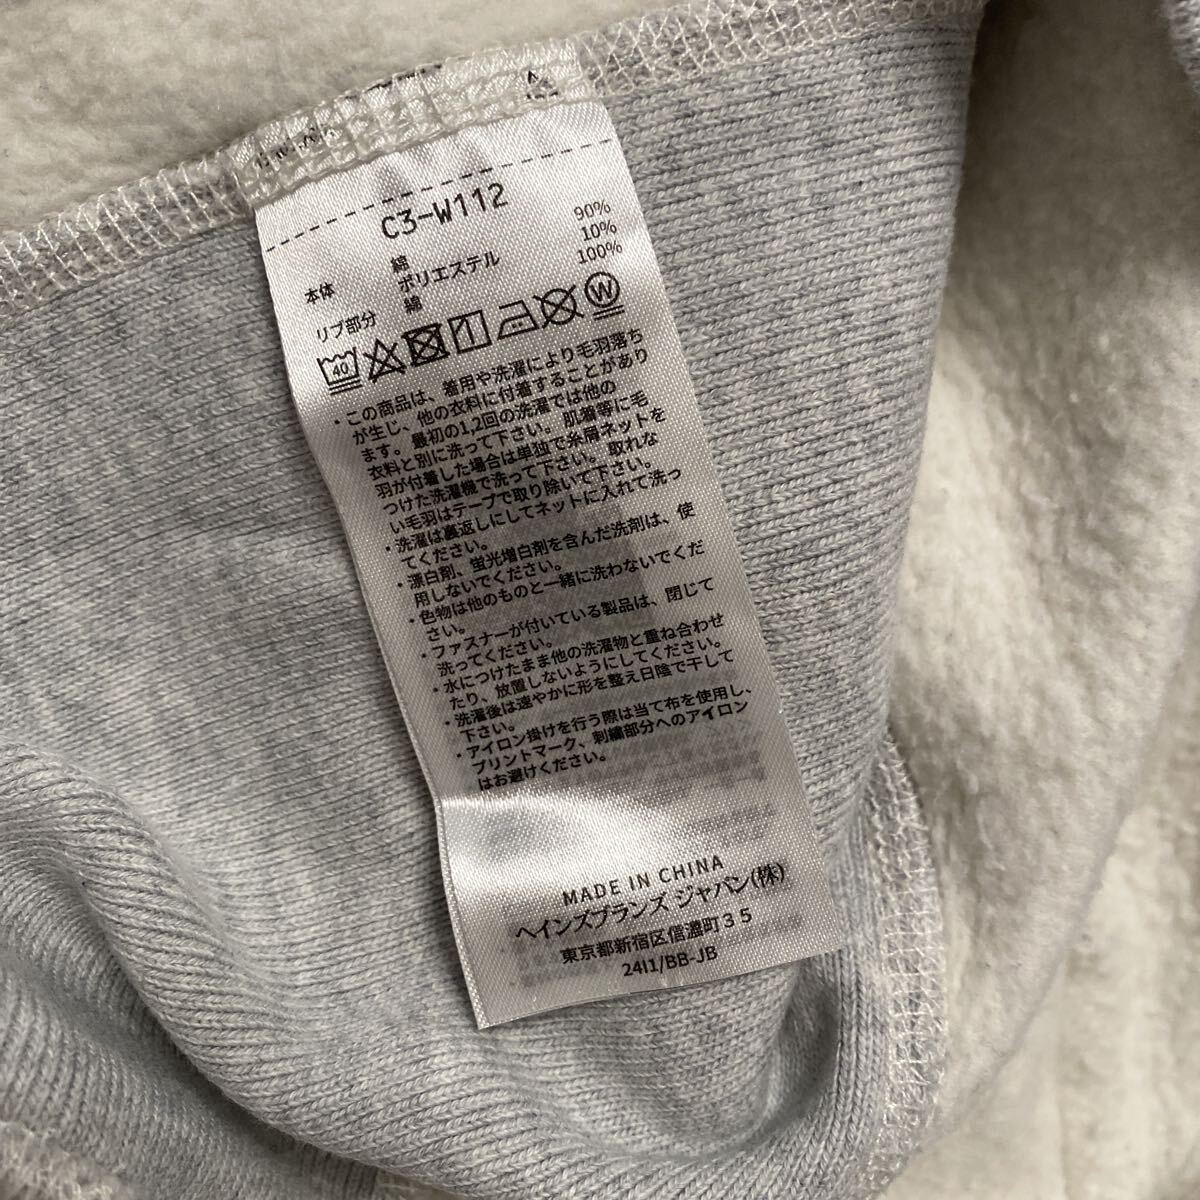 C3-W112
本体 綿 90%
ポリエステル 10%
リブ部分 綿 100%
40
W
・この商品は、着用や洗濯により毛羽落ち
が生じ、他の衣料に付着することがあり
ます。最初の1,2回の洗濯では他の
衣料と別に洗って下さい。肌着等に毛
羽が付着した場合は単独で糸屑ネットを
つけた洗濯機で洗って下さい。取れな
い毛羽はテープで取り除いて下さい。
・洗濯は裏返しにしてネットに入れて洗っ
てください。
・漂白剤、蛍光増白剤を含んだ洗剤は、使
用しないでください。
・色物は他のものと一緒に洗わないでくだ
さい。
・ファスナーが付いている製品は、閉じて
洗ってください。
・水につけたまま他の洗濯物と重ね合わせ
たり、放置しないようにしてください。
・洗濯後は速やかに形を整え日陰で干して
下さい。
・アイロン掛けを行う際は当て布を使用し、
プリントマーク、刺繍部分へのアイロン
はお避けください。
MADE IN CHINA
ヘインズブランズ ジャパン(株)
東京都新宿区信濃町３５
24I1/BB-JB